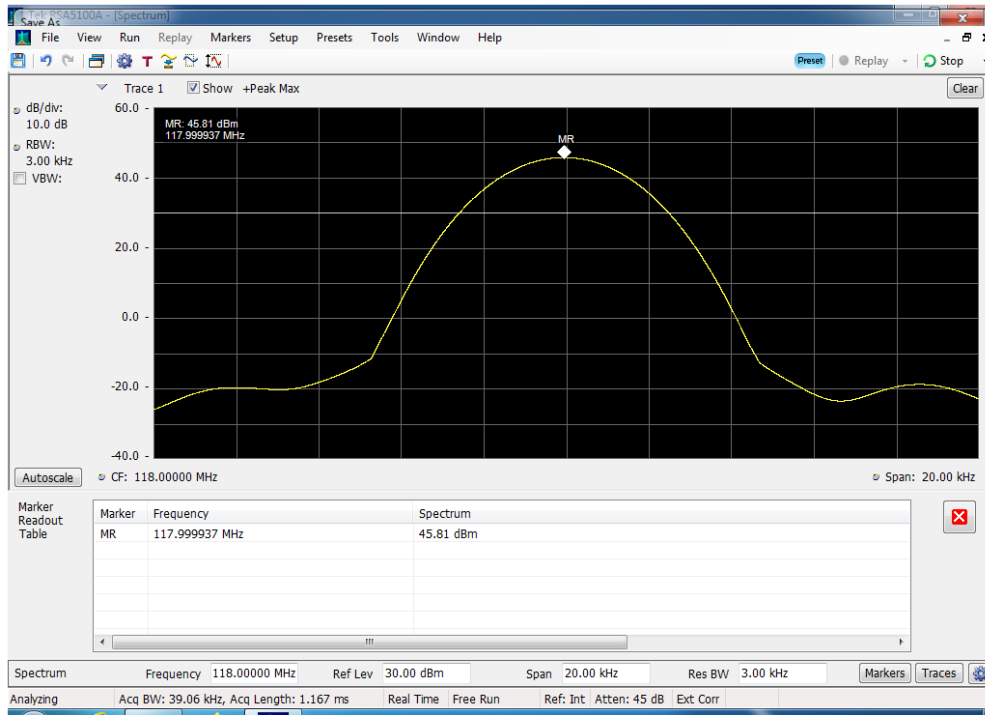 Tek RSA5100A - [Spectrum]
Save As
File View Run Replay Markers Setup Presets Tools Window Help
T Preset Replay Stop
Trace 1 Show +Peak Max Clear
dB/div:
10.0 dB
RBW:
3.00 kHz
VBW:
60.0
MR: 45.81 dBm
117.999937 MHz
MR
40.0
20.0
0.0
-20.0
-40.0
Autoscale CF: 118.00000 MHz Span: 20.00 kHz
Marker
Readout
Table
Marker Frequency Spectrum
MR 117.999937 MHz 45.81 dBm
Spectrum Frequency 118.00000 MHz Ref Lev 30.00 dBm Span 20.00 kHz Res BW 3.00 kHz Markers Traces
Analyzing Acq BW: 39.06 kHz, Acq Length: 1.167 ms Real Time Free Run Ref: Int Atten: 45 dB Ext Corr